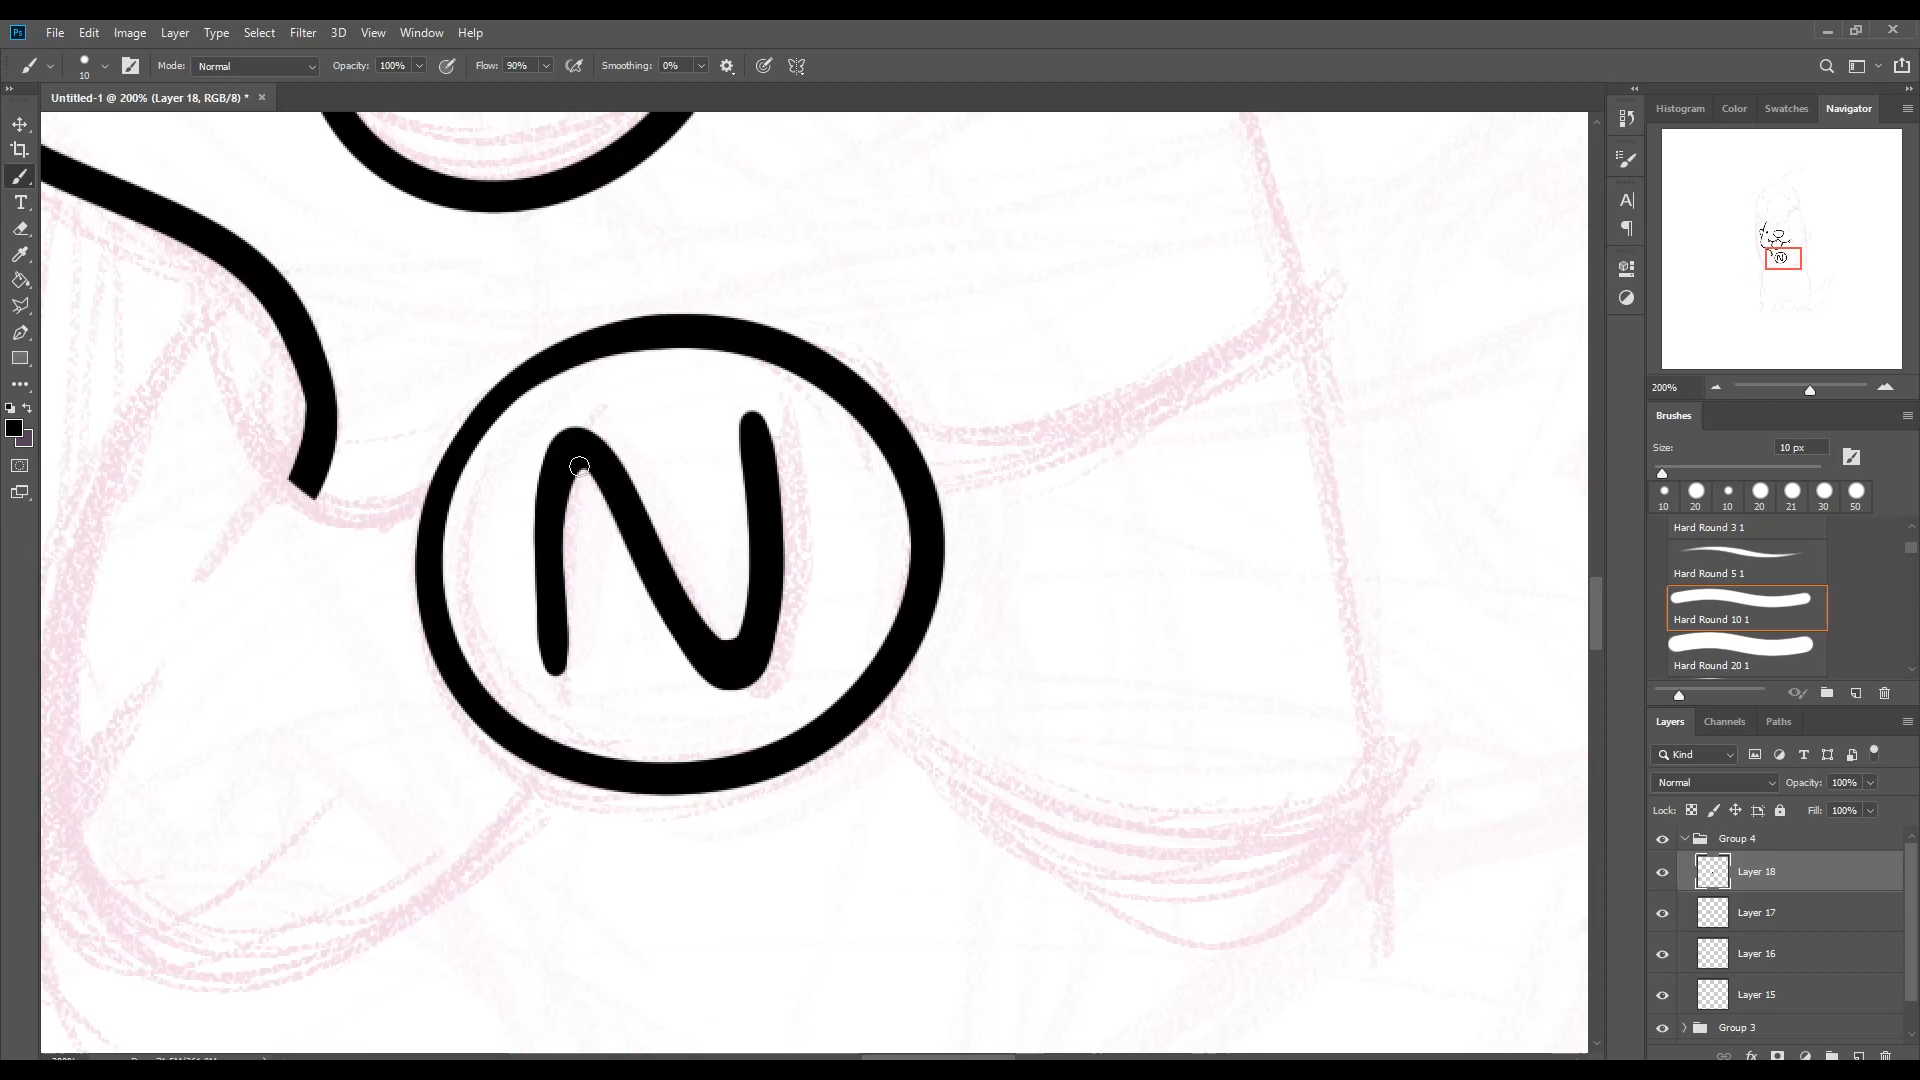 Ps File Edit Image Layer Type Select Filter 3D View Window Help
10 Mode: Normal Opacity: 100% Flow: 90% Smoothing: 0%
Untitled-1 @ 200% (Layer 18, RGB/8) *
Histogram Color Swatches Navigator
200%
Brushes
Size: 10 px
10 20 10 20 21 30 50
Hard Round 3 1
Hard Round 5 1
Hard Round 10 1
Hard Round 20 1
Layers Channels Paths
Kind
Normal Opacity: 100%
Lock: Fill: 100%
Group 4
Layer 18
Layer 17
Layer 16
Layer 15
Group 3
fx
N